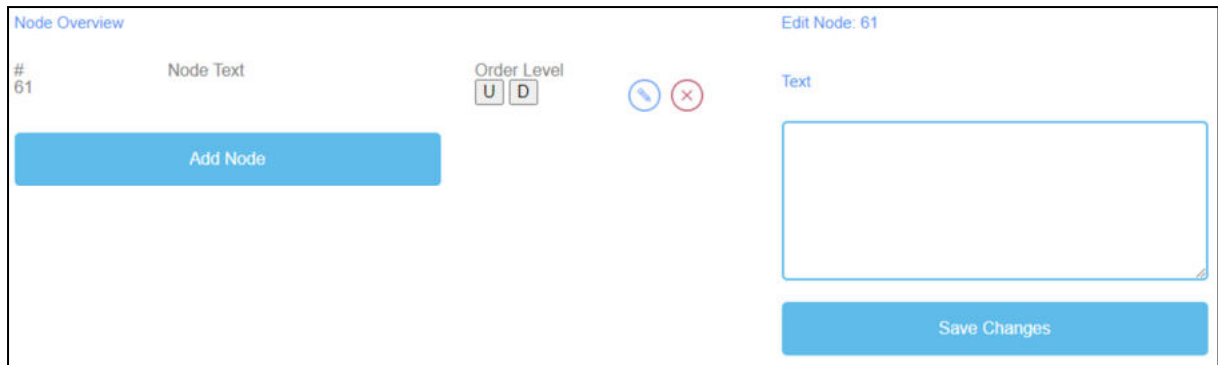 Node Overview
# Node Text Order Level
61 U D
Add Node
Edit Node: 61
Text
Save Changes